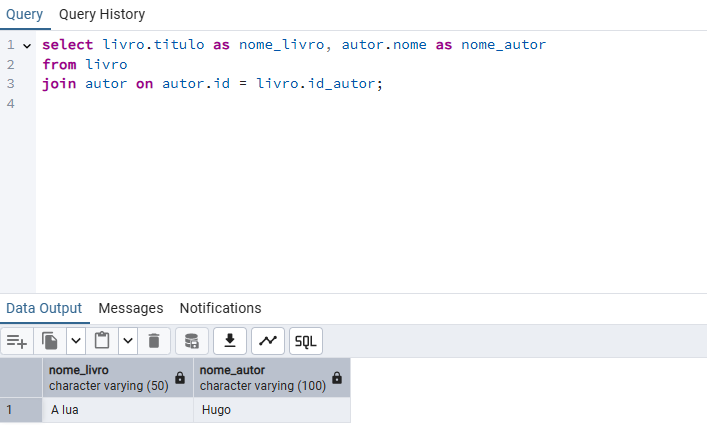 Query Query History
1 select livro.titulo as nome_livro, autor.nome as nome_autor
2 from livro
3 join autor on autor.id = livro.id_autor;
4
Data Output Messages Notifications
SQL
nome_livro nome_autor
character varying (50) character varying (100)
1 A lua Hugo